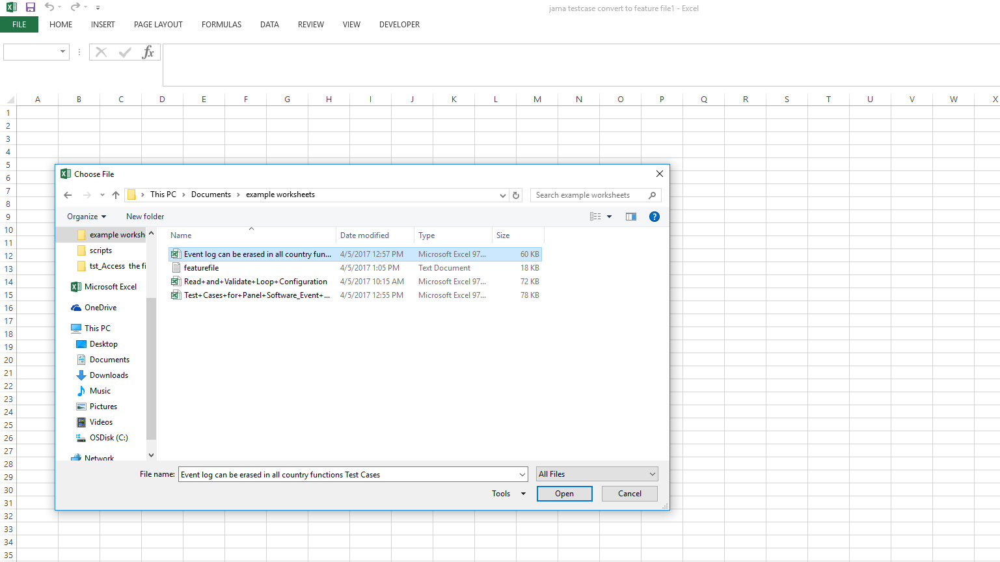 jama testcase convert to feature file1 - Excel
FILE HOME INSERT PAGE LAYOUT FORMULAS DATA REVIEW VIEW DEVELOPER
fx
A B C D E F G H I J K L M N O P Q R S T U V W X
1
2
3
4
5
6
7
8
9
10
11
12
13
14
15
16
17
18
19
20
21
22
23
24
25
26
27
28
29
30
31
32
33
34
35
Choose File
This PC > Documents > example worksheets
Search example worksheets
Organize New folder
example worksh
scripts
tst_Access the fi
Microsoft Excel
OneDrive
This PC
Desktop
Documents
Downloads
Music
Pictures
Videos
OSDisk (C:)
Network
Name Date modified Type Size
Event log can be erased in all country fun... 4/5/2017 12:57 PM Microsoft Excel 97... 60 KB
featurefile 4/5/2017 1:05 PM Text Document 18 KB
Read+and+Validate+Loop+Configuration 4/5/2017 10:15 AM Microsoft Excel 97... 72 KB
Test+Cases+for+Panel+Software_Event+... 4/5/2017 12:55 PM Microsoft Excel 97... 78 KB
File name: Event log can be erased in all country functions Test Cases All Files
Tools Open Cancel